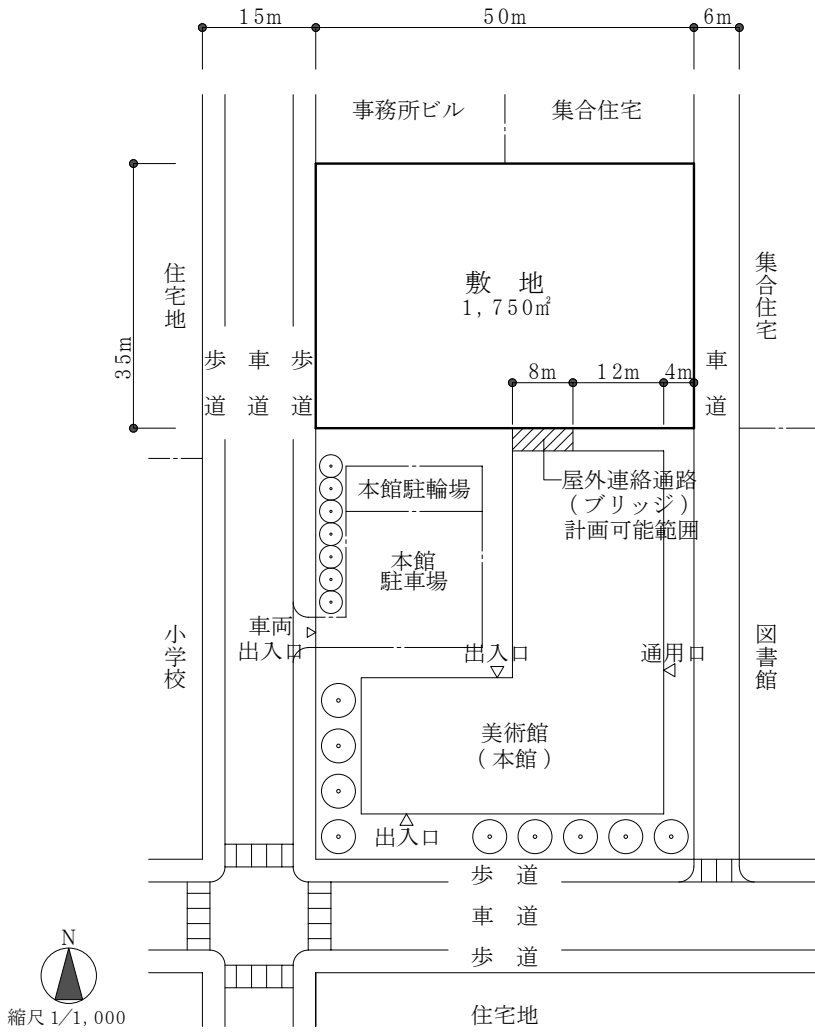 15m
50m
6m
事務所ビル
集合住宅
敷 地
1,750㎡
35m
住宅地
集合住宅
歩 車 歩
道 道 道
車
道
8m
12m
4m
屋外連絡通路
(ブリッジ)
計画可能範囲
本館駐輪場
本館
駐車場
車両
出入口
出入口
通用口
小学校
図書館
美術館
(本館)
出入口
歩 道
車 道
歩 道
住宅地
N
縮尺 1/1,000